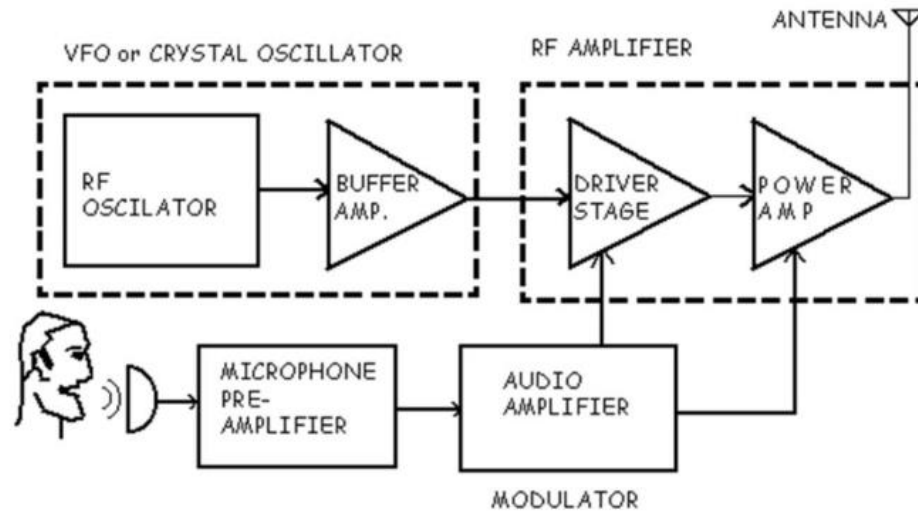 ANTENNA
VFO or CRYSTAL OSCILLATOR
RF AMPLIFIER
RF
OSCILATOR
BUFFER
AMP.
DRIVER
STAGE
POWER
AMP
MICROPHONE
PRE-
AMPLIFIER
AUDIO
AMPLIFIER
MODULATOR